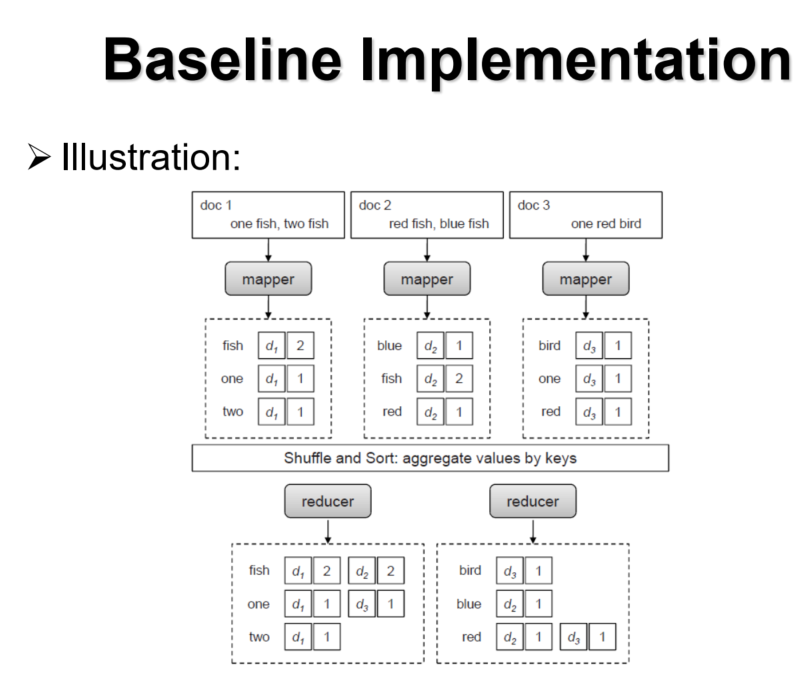 Baseline Implementation
➢ Illustration:
doc 1
one fish, two fish
doc 2
red fish, blue fish
doc 3
one red bird
mapper
mapper
mapper
fish d1 2
one d1 1
two d1 1
blue d2 1
fish d2 2
red d2 1
bird d3 1
one d3 1
red d3 1
Shuffle and Sort: aggregate values by keys
reducer
reducer
fish d1 2 d2 2
one d1 1 d3 1
two d1 1
bird d3 1
blue d2 1
red d2 1 d3 1